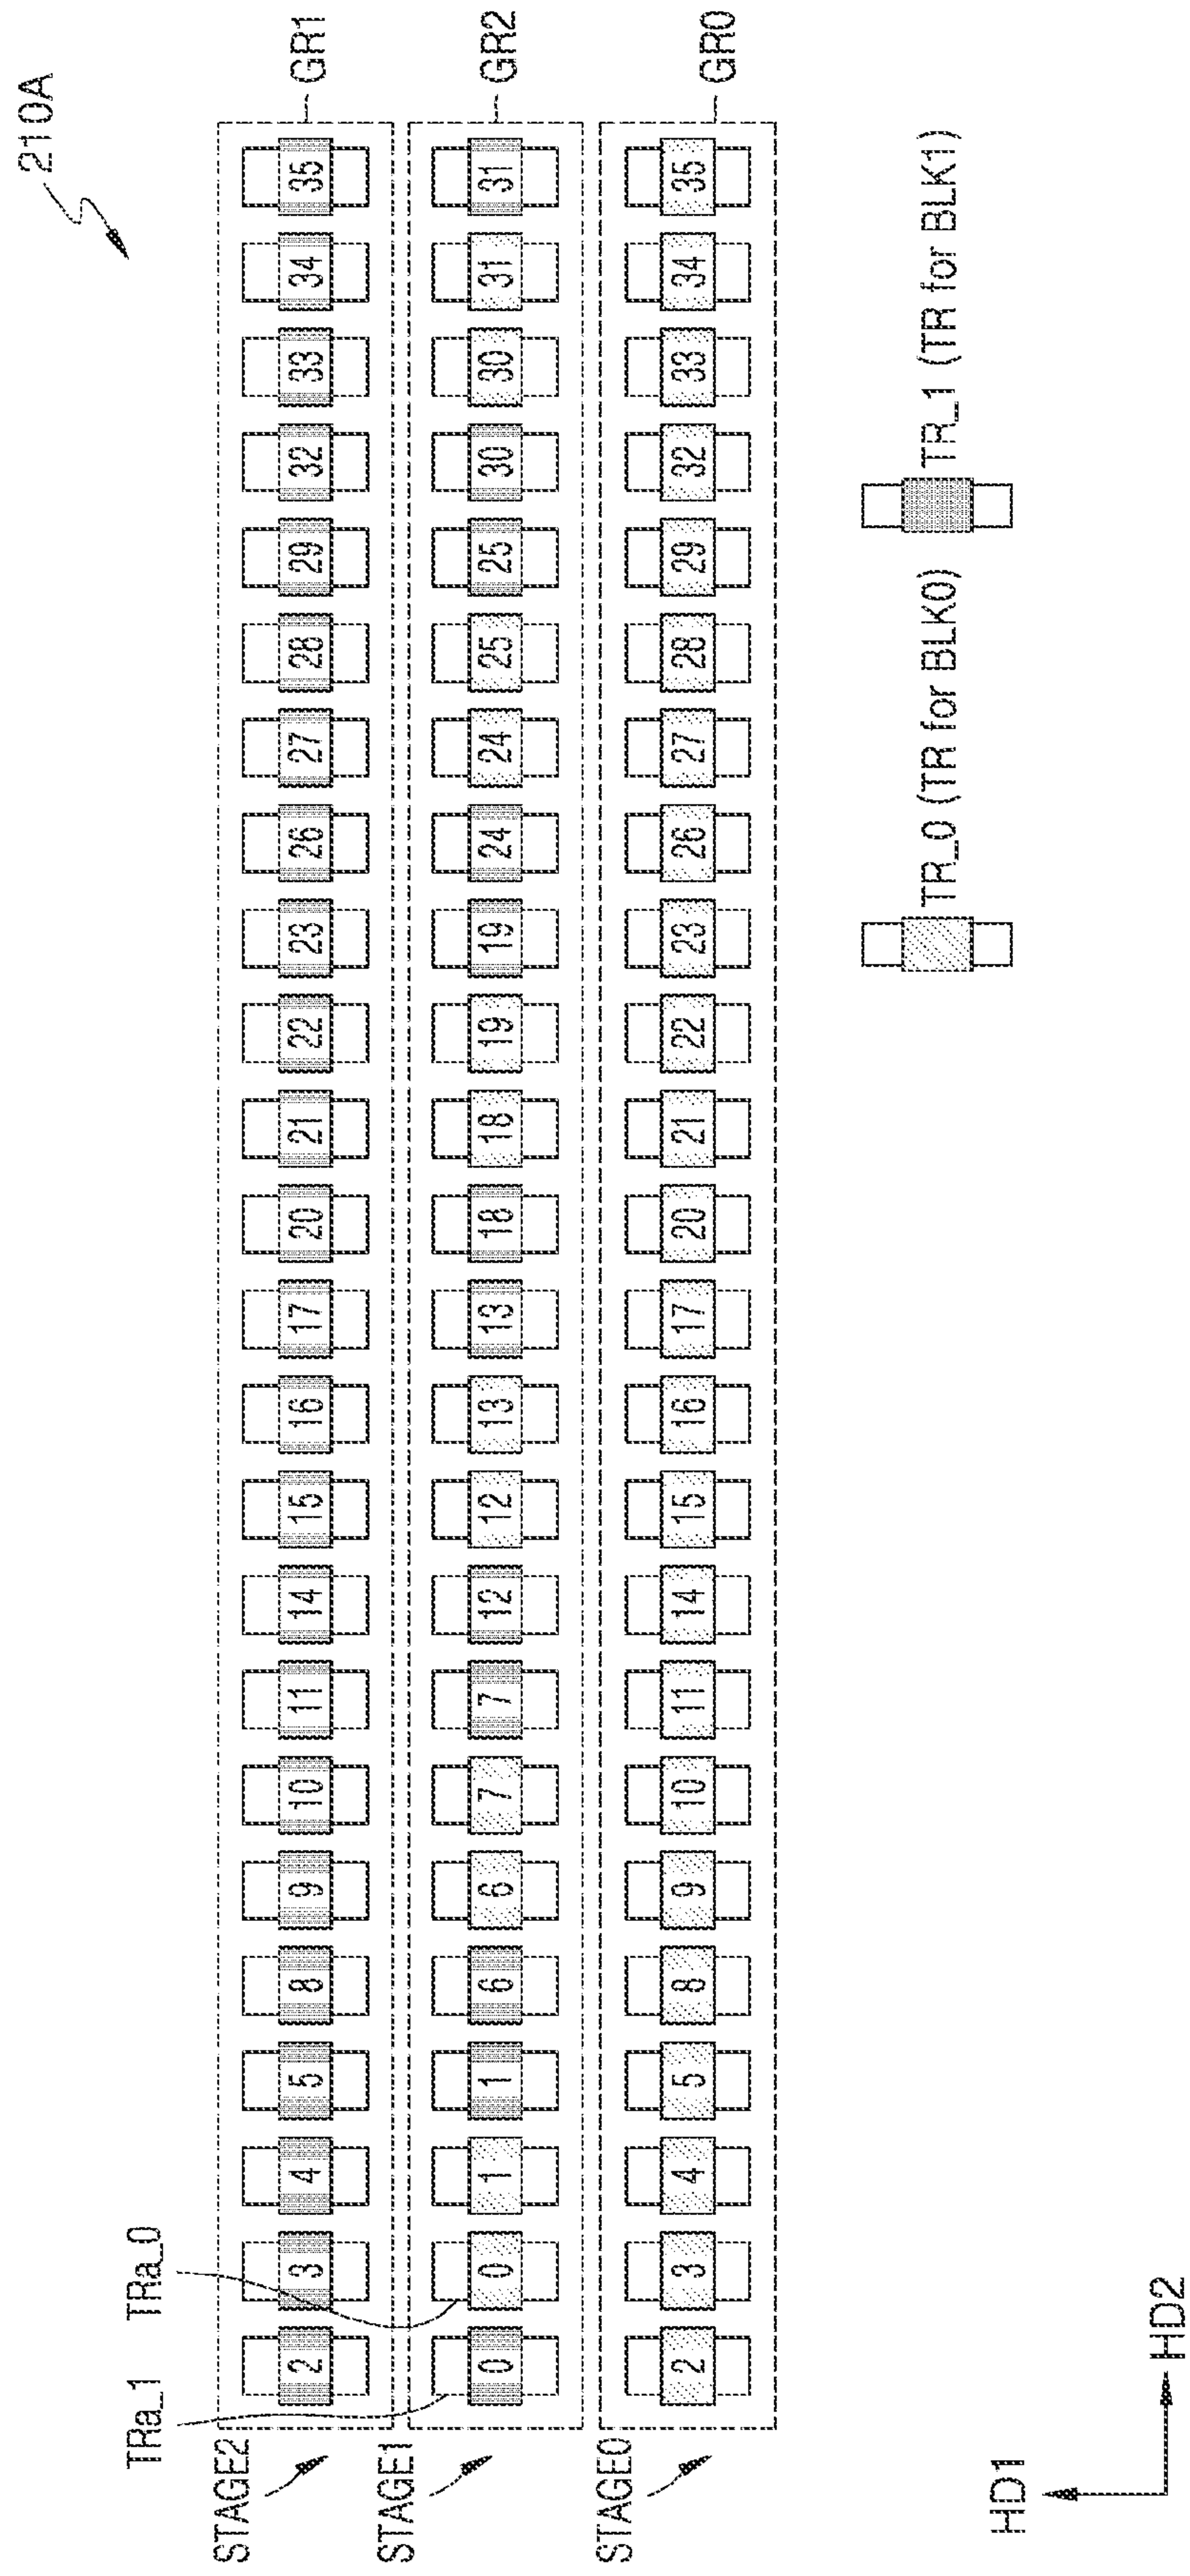 210A
TRa_1 TRa_0
STAGE2
2 3 4 5 8 9 10 11 14 15 16 17 20 21 22 23 26 27 28 29 32 33 34 35
GR1
STAGE1
0 0 1 1 6 6 7 7 12 12 13 13 18 18 19 19 24 24 25 25 30 30 31 31
GR2
STAGE0
2 3 4 5 8 9 10 11 14 15 16 17 20 21 22 23 26 27 28 29 32 33 34 35
GR0
TR_0 (TR for BLK0) TR_1 (TR for BLK1)
HD1
HD2